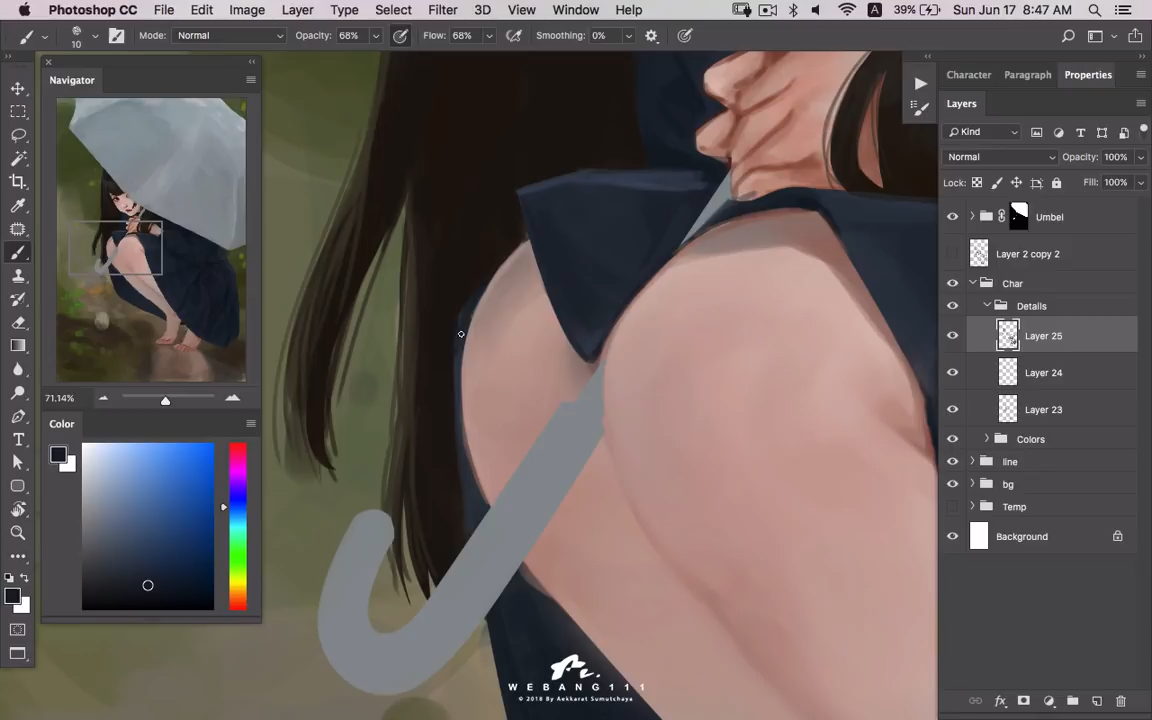 Photoshop CC File Edit Image Layer Type Select Filter 3D View Window Help 39% Sun Jun 17 8:47 AM
10 Mode: Normal Opacity: 68% Flow: 68% Smoothing: 0%
Navigator
71.14%
Color
Character Paragraph Properties
Layers
Kind
Normal Opacity: 100%
Lock: Fill: 100%
Umbel
Layer 2 copy 2
Char
Details
Layer 25
Layer 24
Layer 23
Colors
line
bg
Temp
Background
WEBANG111
© 2018 By Aekkarat Sumutchaya